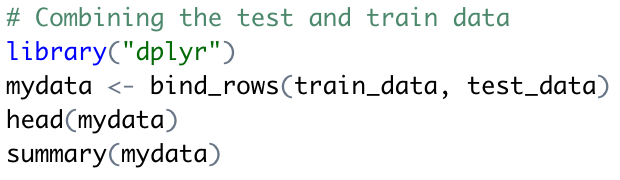 # Combining the test and train data
library("dplyr")
mydata <- bind_rows(train_data, test_data)
head(mydata)
summary(mydata)